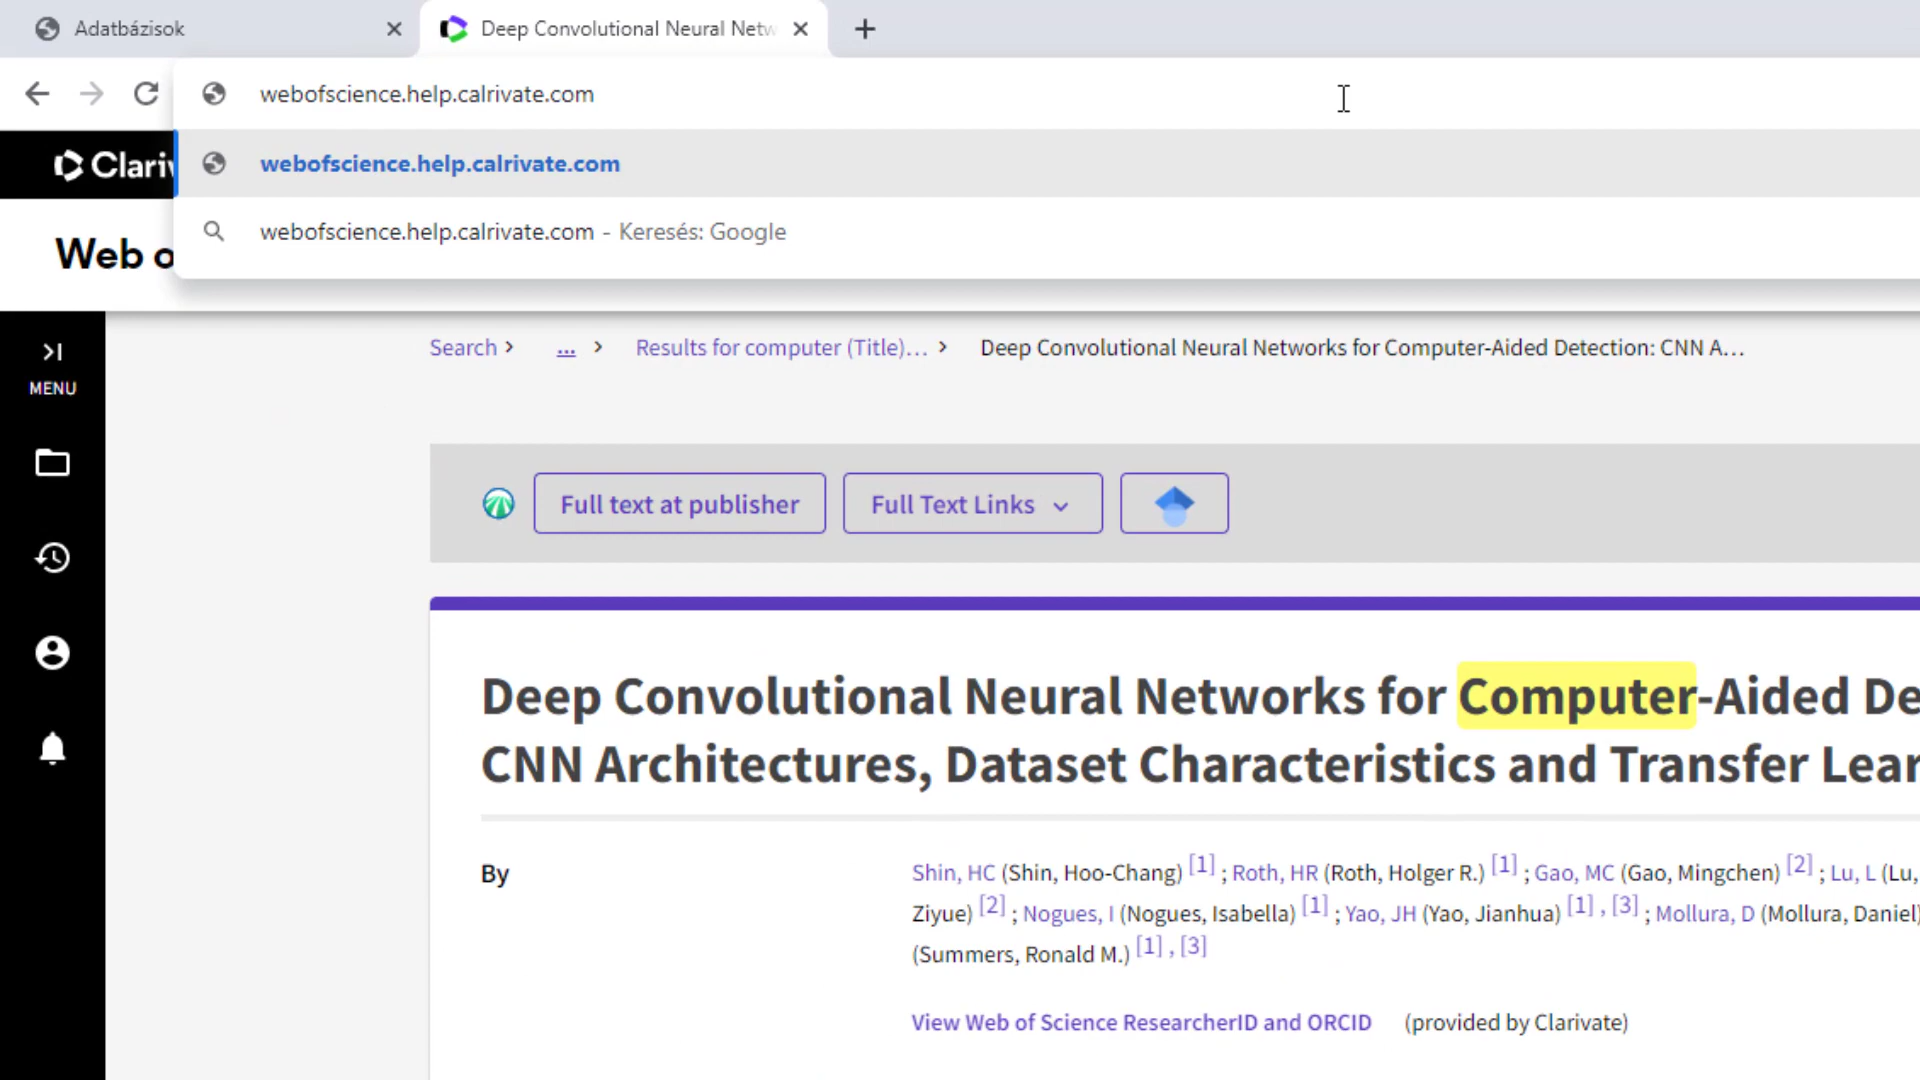 Adatbázisok
Deep Convolutional Neural Netw
webofscience.help.calrivate.com
webofscience.help.calrivate.com
webofscience.help.calrivate.com - Keresés: Google
Clariv
Web o
MENU
Search > ... > Results for computer (Title)... > Deep Convolutional Neural Networks for Computer-Aided Detection: CNN A...
Full text at publisher
Full Text Links
Deep Convolutional Neural Networks for Computer-Aided De
CNN Architectures, Dataset Characteristics and Transfer Lear
By
Shin, HC (Shin, Hoo-Chang) [1] ; Roth, HR (Roth, Holger R.) [1] ; Gao, MC (Gao, Mingchen) [2] ; Lu, L (Lu,
Ziyue) [2] ; Nogues, I (Nogues, Isabella) [1] ; Yao, JH (Yao, Jianhua) [1] , [3] ; Mollura, D (Mollura, Daniel)
(Summers, Ronald M.) [1] , [3]
View Web of Science ResearcherID and ORCID (provided by Clarivate)